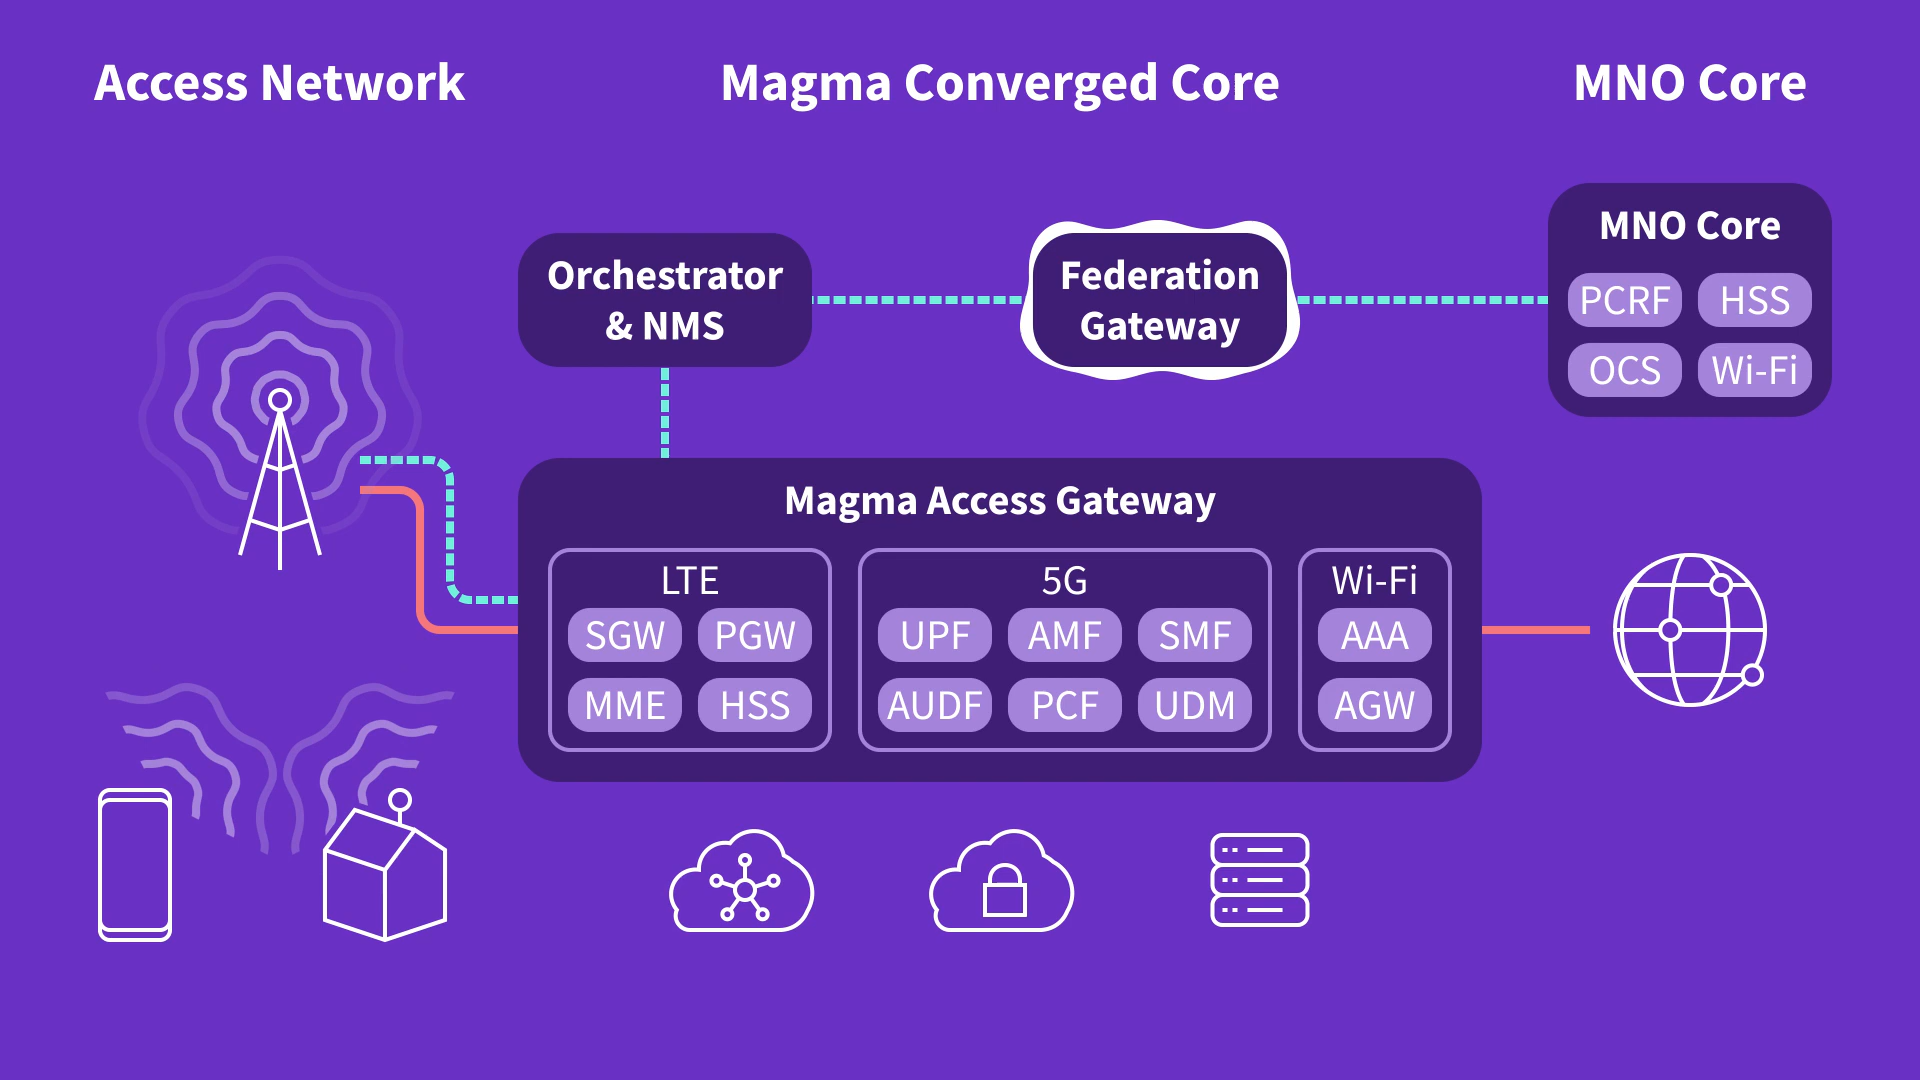 Access Network
Magma Converged Core
MNO Core
Orchestrator
& NMS
Federation
Gateway
MNO Core
PCRF
HSS
OCS
Wi-Fi
Magma Access Gateway
LTE
SGW
PGW
MME
HSS
5G
UPF
AMF
SMF
AUDF
PCF
UDM
Wi-Fi
AAA
AGW